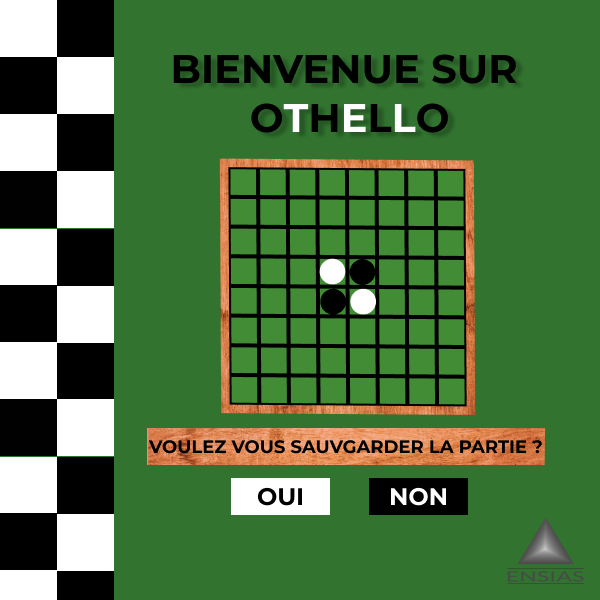 BIENVENUE SUR
OTHELLO
VOULEZ VOUS SAUVGARDER LA PARTIE ?
OUI NON
ENSIAS